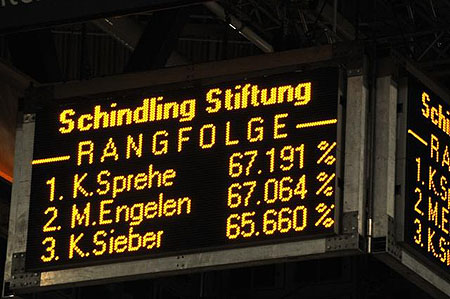 Schindling Stiftung
RANGFOLGE
1. K.Sprehe 67.191 %
2. M.Engelen 67.064 %
3. K.Sieber 65.660 %